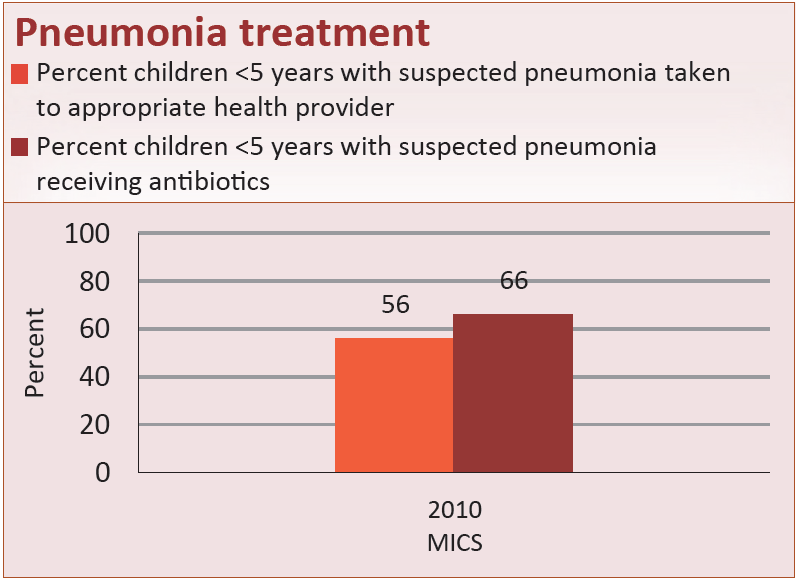 Pneumonia treatment
Percent children <5 years with suspected pneumonia taken
to appropriate health provider
Percent children <5 years with suspected pneumonia
receiving antibiotics
Percent
100
80
60
40
20
0
56
66
2010
MICS